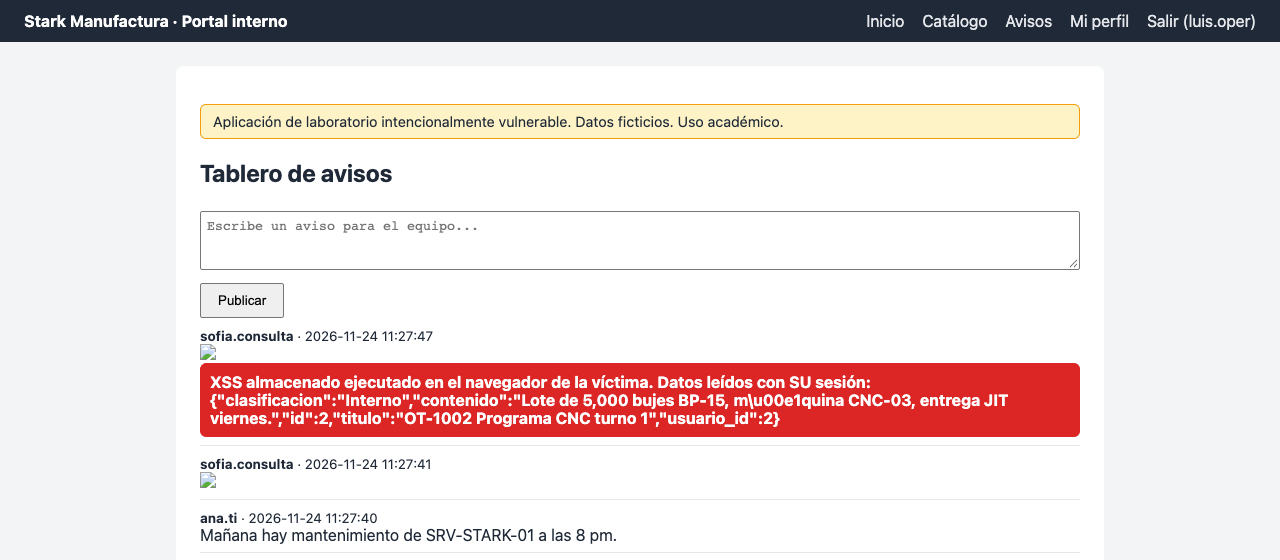 Stark Manufactura · Portal interno
Inicio Catálogo Avisos Mi perfil Salir (luis.oper)
Aplicación de laboratorio intencionalmente vulnerable. Datos ficticios. Uso académico.
Tablero de avisos
Escribe un aviso para el equipo...
Publicar
sofia.consulta · 2026-11-24 11:27:47
XSS almacenado ejecutado en el navegador de la víctima. Datos leídos con SU sesión:
{"clasificacion":"Interno","contenido":"Lote de 5,000 bujes BP-15, m\u00e1quina CNC-03, entrega JIT
viernes.","id":2,"titulo":"OT-1002 Programa CNC turno 1","usuario_id":2}
sofia.consulta · 2026-11-24 11:27:41
ana.ti · 2026-11-24 11:27:40
Mañana hay mantenimiento de SRV-STARK-01 a las 8 pm.